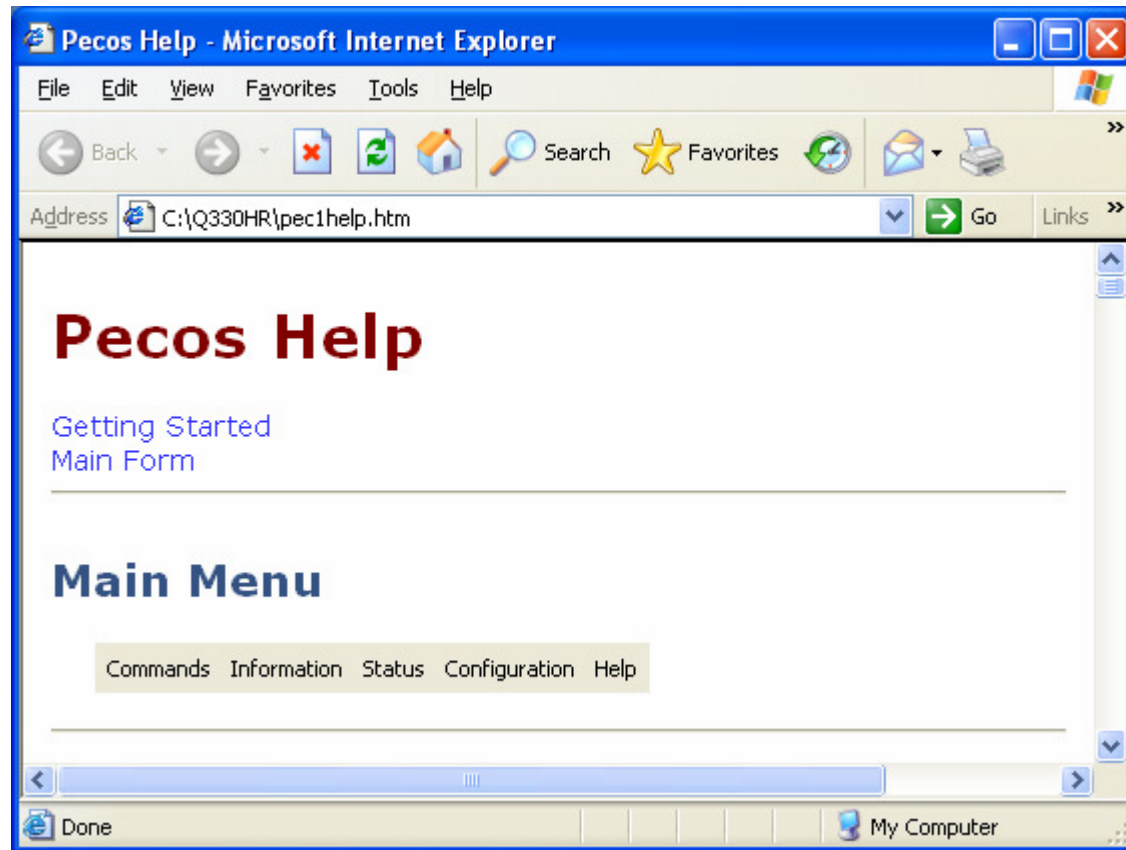 Pecos Help - Microsoft Internet Explorer
File Edit View Favorites Tools Help
Back Search Favorites »
Address C:\Q330HR\pec1help.htm Go Links »
Pecos Help
Getting Started
Main Form
Main Menu
Commands Information Status Configuration Help
Done My Computer